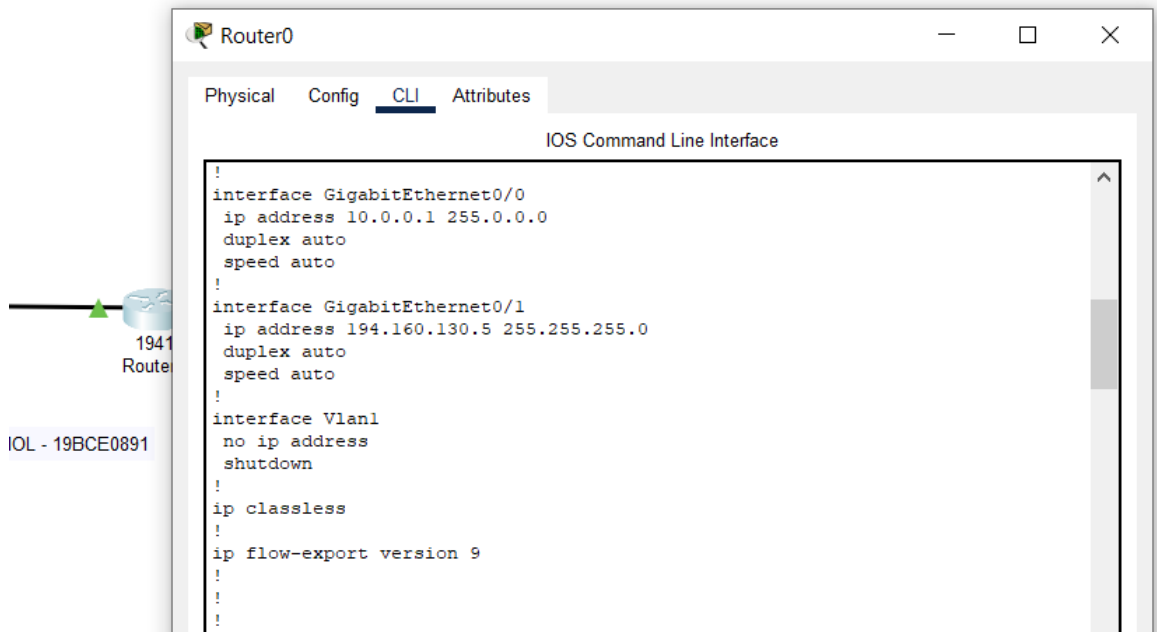 Router0
Physical Config CLI Attributes
IOS Command Line Interface
!
interface GigabitEthernet0/0
 ip address 10.0.0.1 255.0.0.0
 duplex auto
 speed auto
!
interface GigabitEthernet0/1
 ip address 194.160.130.5 255.255.255.0
 duplex auto
 speed auto
!
interface Vlan1
 no ip address
 shutdown
!
ip classless
!
ip flow-export version 9
!
!
!
1941
Route
IOL - 19BCE0891